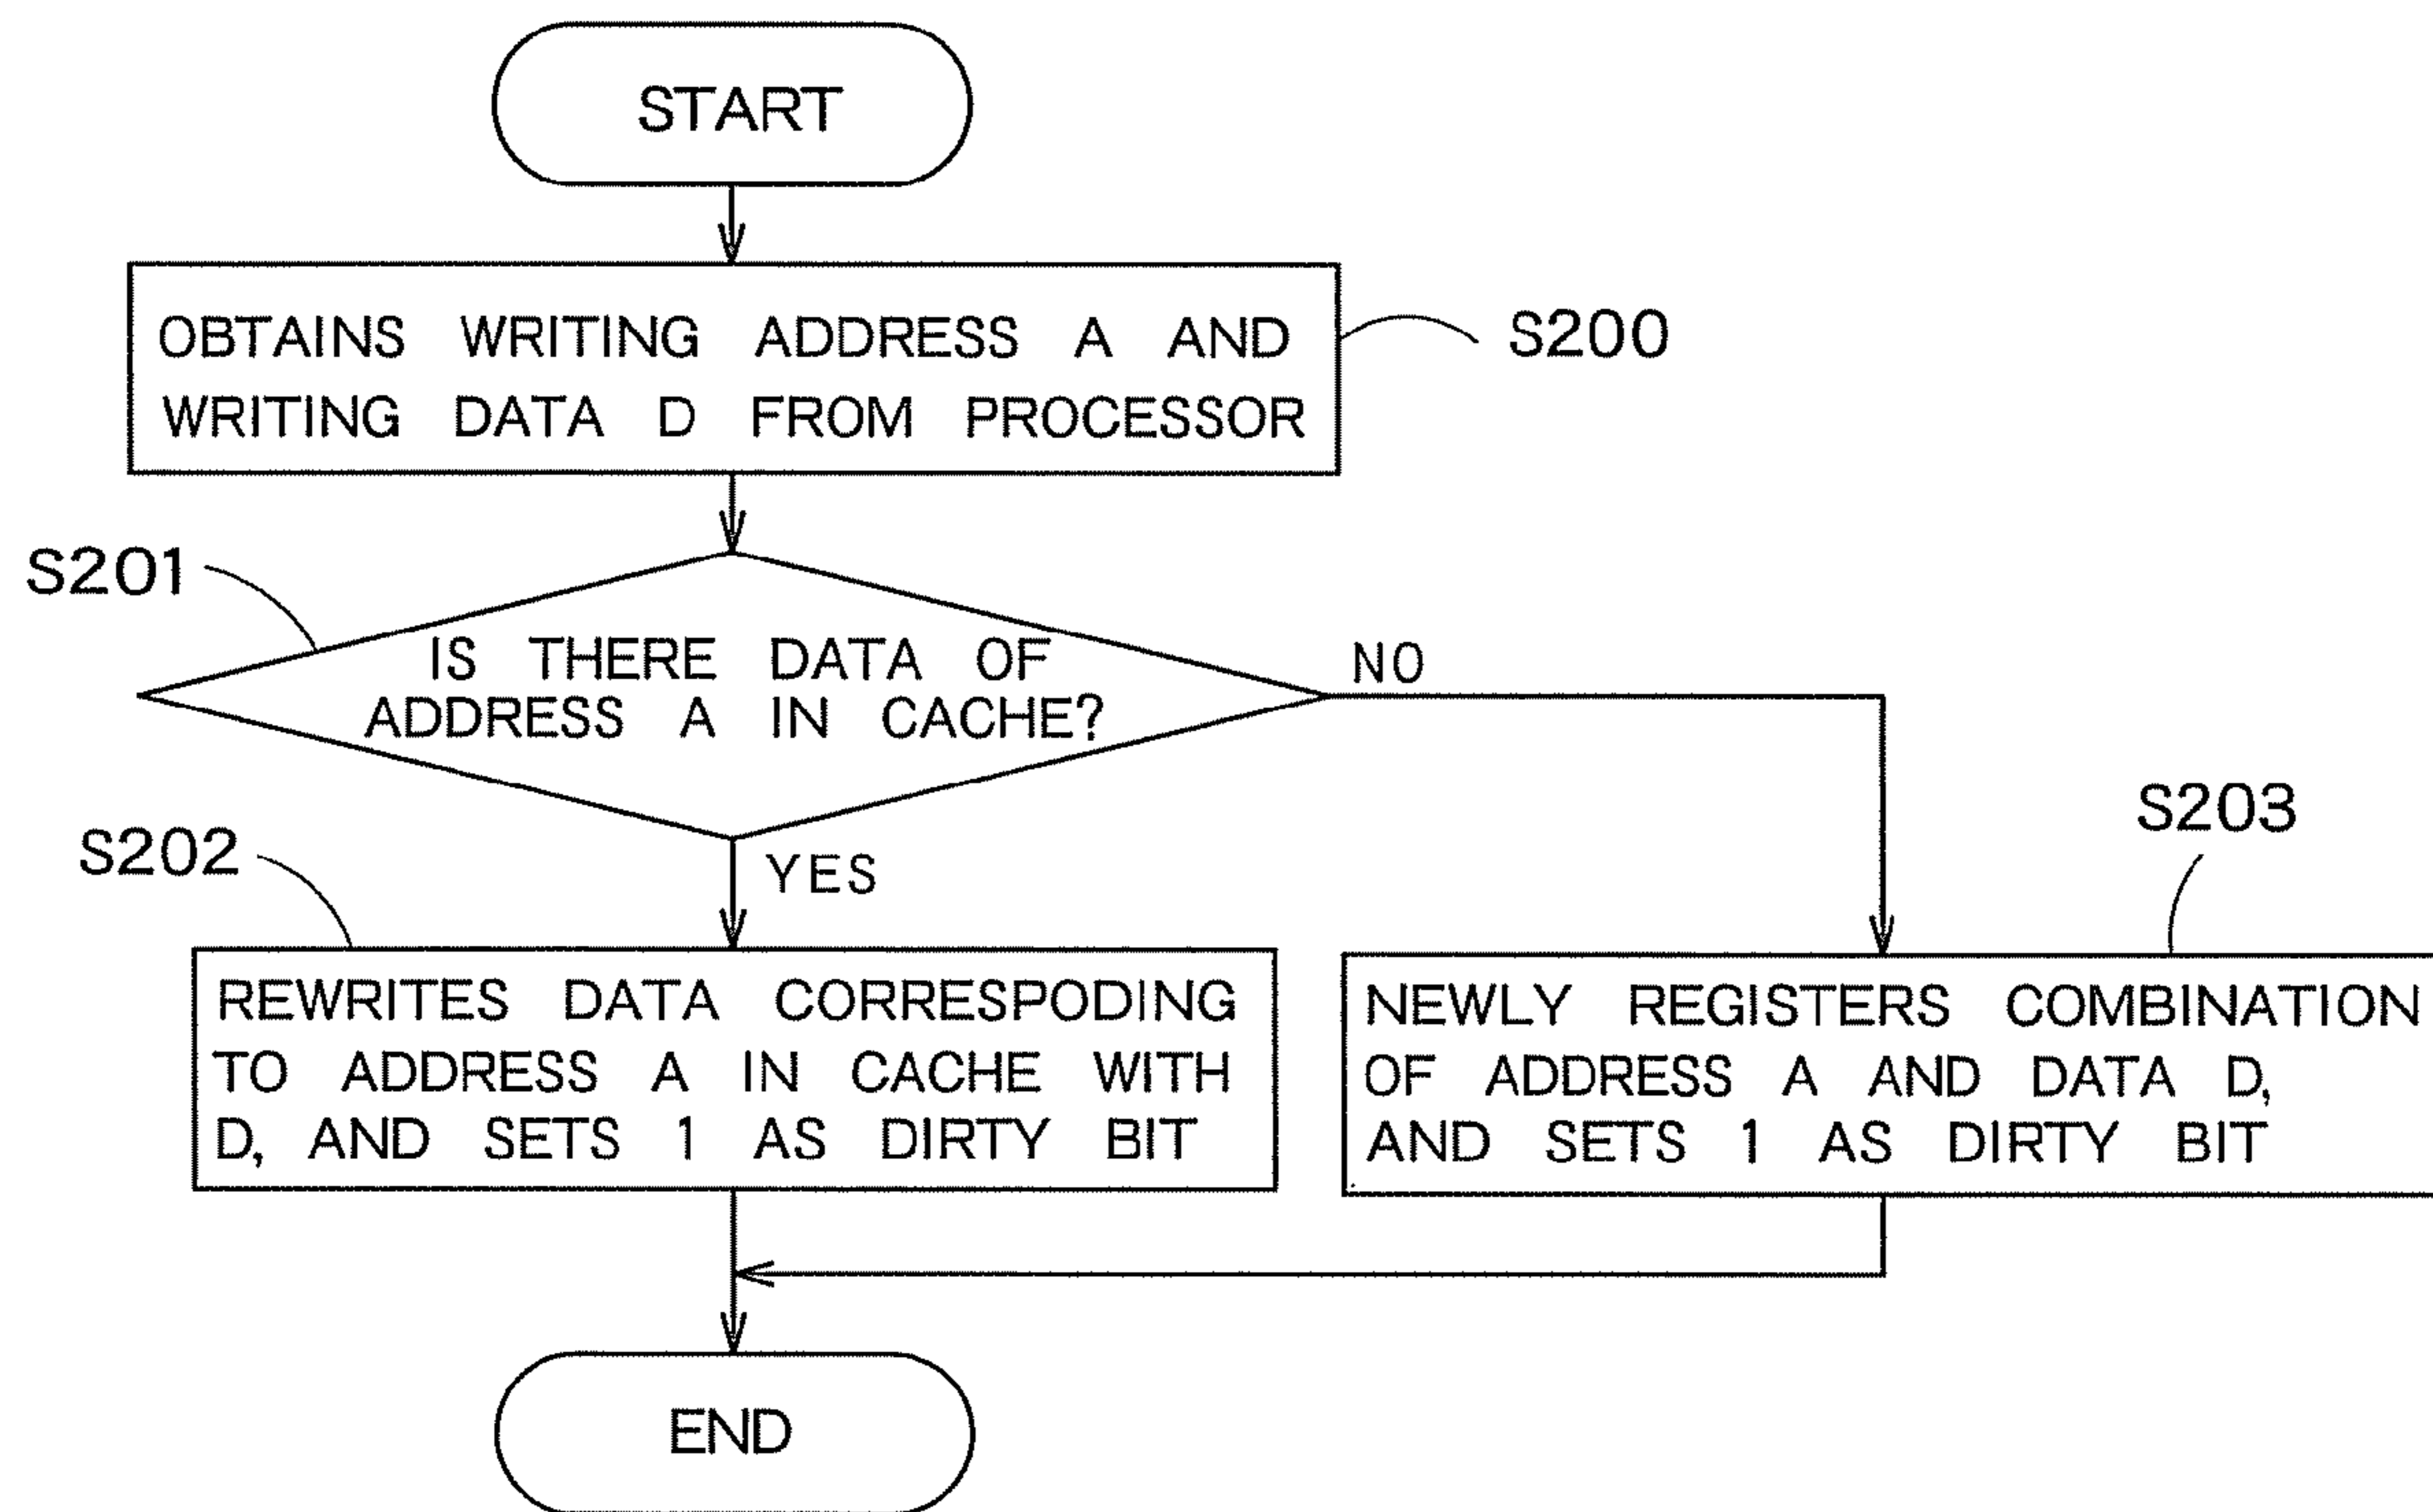 START
OBTAINS WRITING ADDRESS A AND
WRITING DATA D FROM PROCESSOR
S200
S201
IS THERE DATA OF
ADDRESS A IN CACHE?
NO
YES
S202
REWRITES DATA CORRESPODING
TO ADDRESS A IN CACHE WITH
D, AND SETS 1 AS DIRTY BIT
S203
NEWLY REGISTERS COMBINATION
OF ADDRESS A AND DATA D,
AND SETS 1 AS DIRTY BIT
END